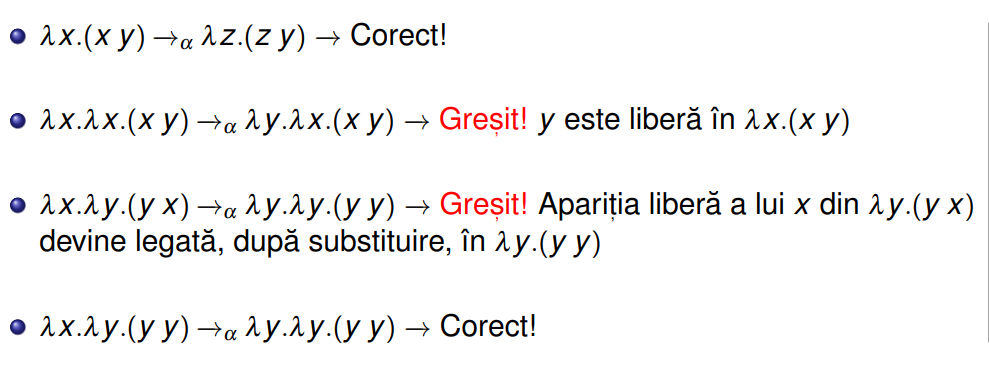 λx.(x y) →α λz.(z y) → Corect!
λx.λx.(x y) →α λy.λx.(x y) → Greșit! y este liberă în λx.(x y)
λx.λy.(y x) →α λy.λy.(y y) → Greșit! Apariția liberă a lui x din λy.(y x)
devine legată, după substituire, în λy.(y y)
λx.λy.(y y) →α λy.λy.(y y) → Corect!